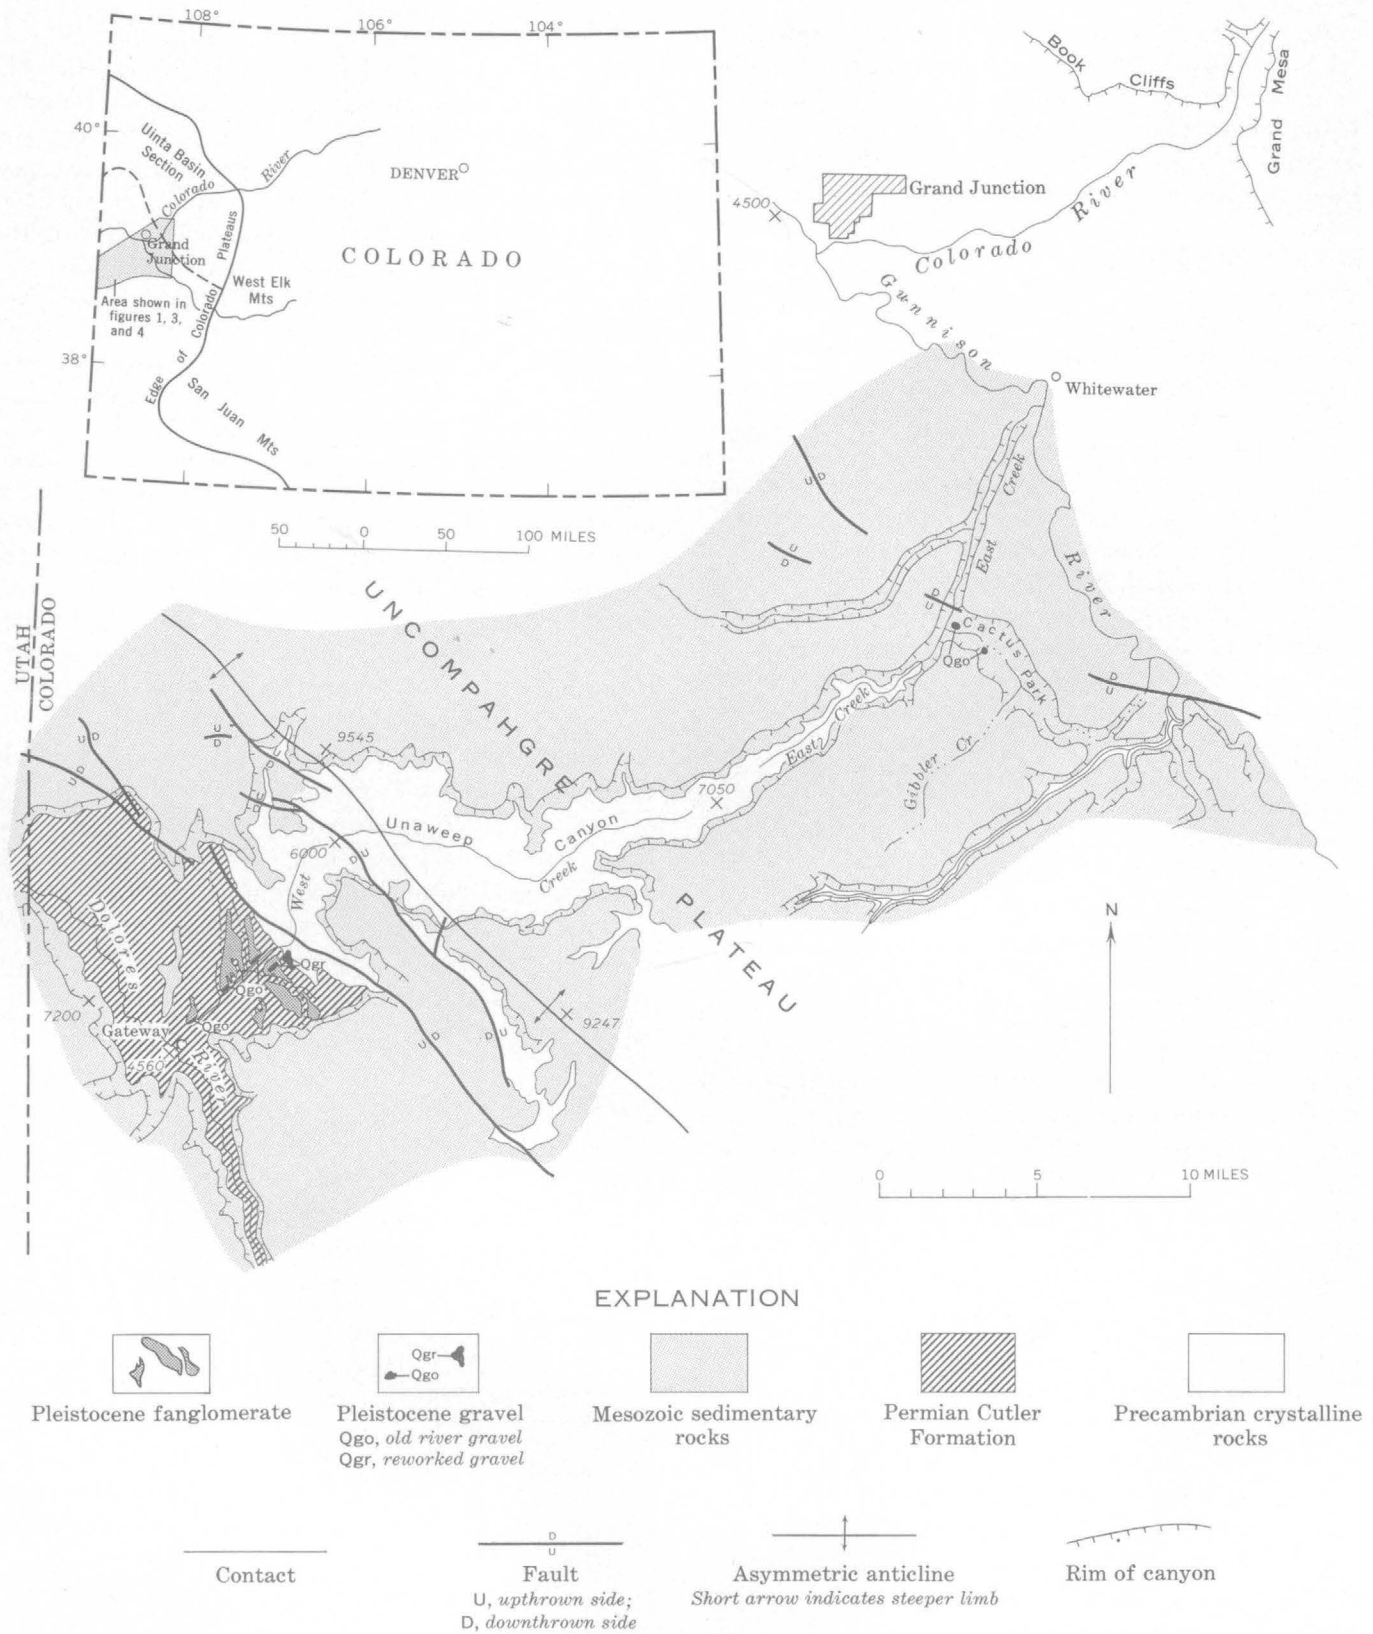 108°
106°
104°
40°
38°
Uinta Basin
Section
Colorado
River
DENVER
COLORADO
Grand
Junction
Plateaus
Colorado
of
Edge
West Elk
Mts
Area shown in
figures 1, 3,
and 4
San Juan Mts
50 0 50 100 MILES
Book
Cliffs
Grand Mesa
4500
Grand Junction
Colorado
River
Gunnison
Whitewater
River
U D
U
D
East
Creek
D
U
Cactus
Park
Qgo
D
U
Gibbler Cr
UTAH
COLORADO
UNCOMPAHGRE
PLATEAU
9545
7050
East
Creek
Unaweep
Canyon
6000
West
Creek
U D
U D
U
D
U
D
U
D
D U
D U
U D
9247
Dolores
River
Qgr
Qgo
Qgo
7200
Gateway
4560
N
0 5 10 MILES
EXPLANATION
Qgr
Qgo
Pleistocene fanglomerate
Pleistocene gravel
Qgo, old river gravel
Qgr, reworked gravel
Mesozoic sedimentary
rocks
Permian Cutler
Formation
Precambrian crystalline
rocks
Contact
D
U
Fault
U, upthrown side;
D, downthrown side
Asymmetric anticline
Short arrow indicates steeper limb
Rim of canyon